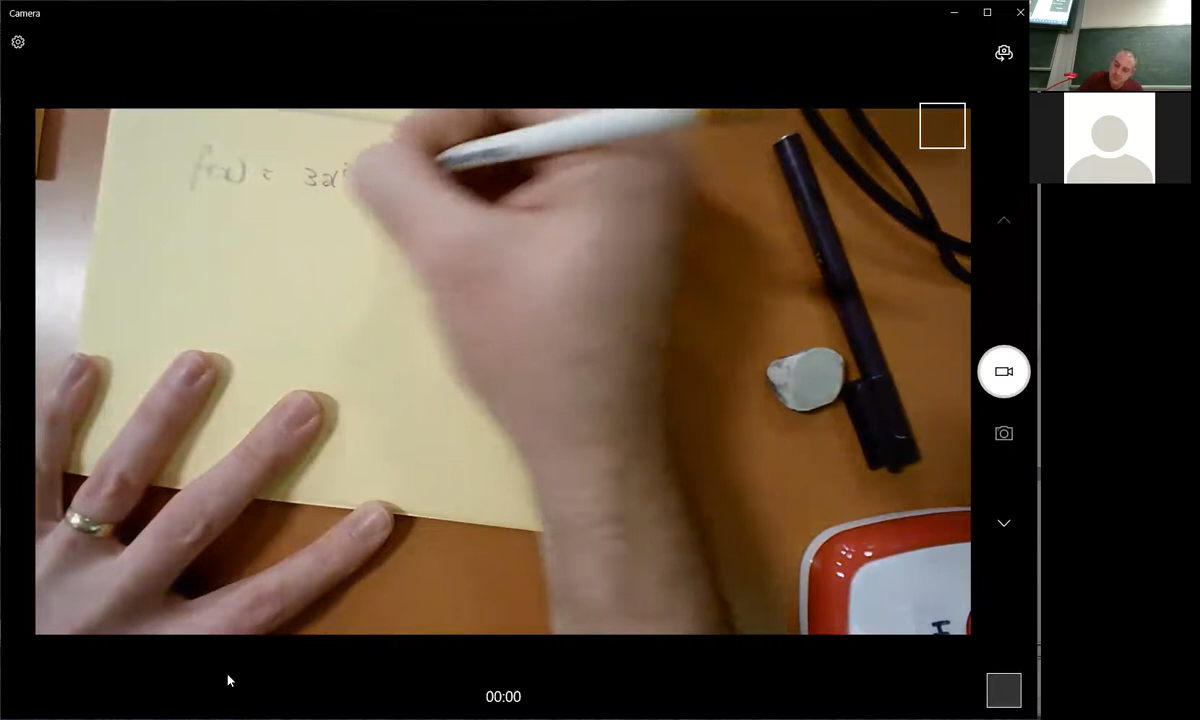 Camera
f(x) = 3x
00:00
H